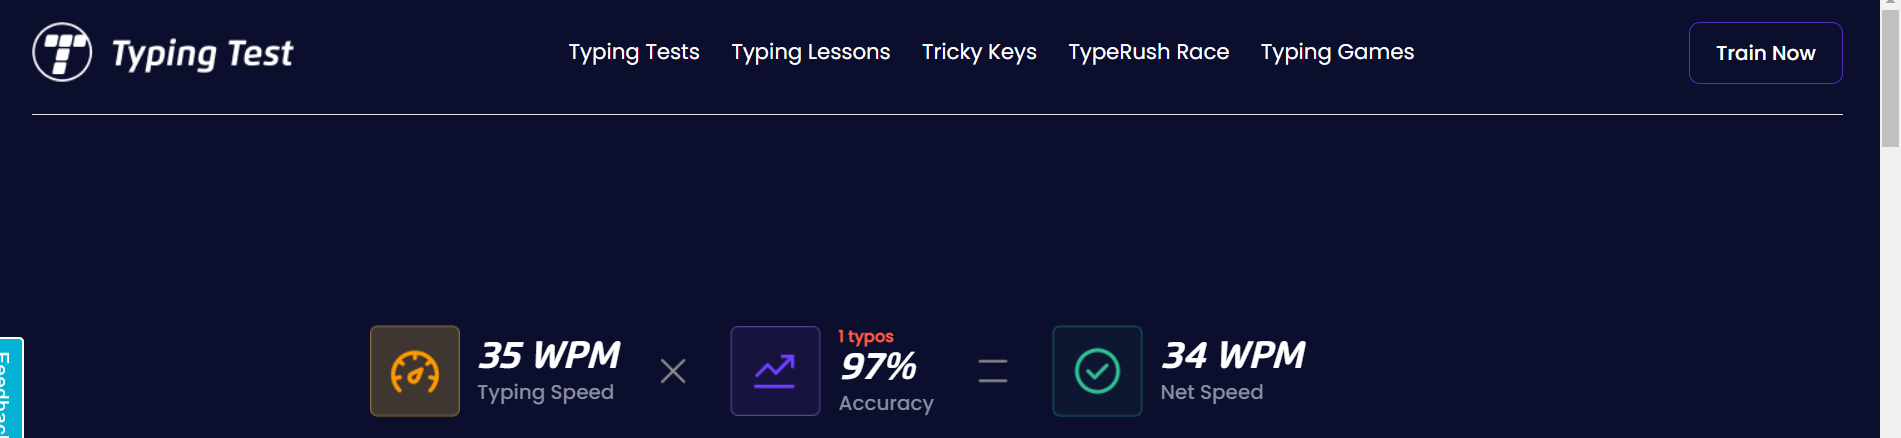 Typing Test
Typing Tests Typing Lessons Tricky Keys TypeRush Race Typing Games
Train Now
35 WPM
Typing Speed
1 typos
97%
Accuracy
34 WPM
Net Speed